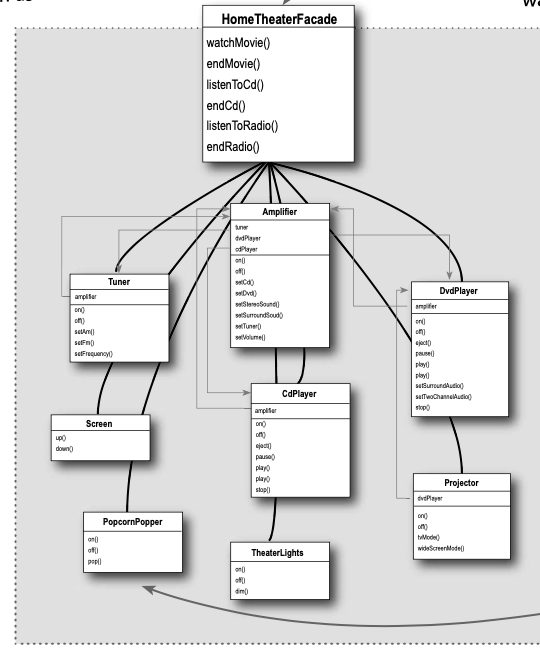 HomeTheaterFacade
watchMovie()
endMovie()
listenToCd()
endCd()
listenToRadio()
endRadio()
Amplifier
tuner
dvdPlayer
cdPlayer
on()
off()
setCd()
setDvd()
setStereoSound()
setSurroundSoud()
setTuner()
setVolume()
Tuner
amplifier
on()
off()
setAm()
setFm()
setFrequency()
DvdPlayer
amplifier
on()
off()
eject()
pause()
play()
play()
setSurroundAudio()
setTwoChannelAudio()
stop()
Screen
up()
down()
CdPlayer
amplifier
on()
off()
eject()
pause()
play()
play()
stop()
Projector
dvdPlayer
on()
off()
tvMode()
wideScreenMode()
PopcornPopper
on()
off()
pop()
TheaterLights
on()
off()
dim()